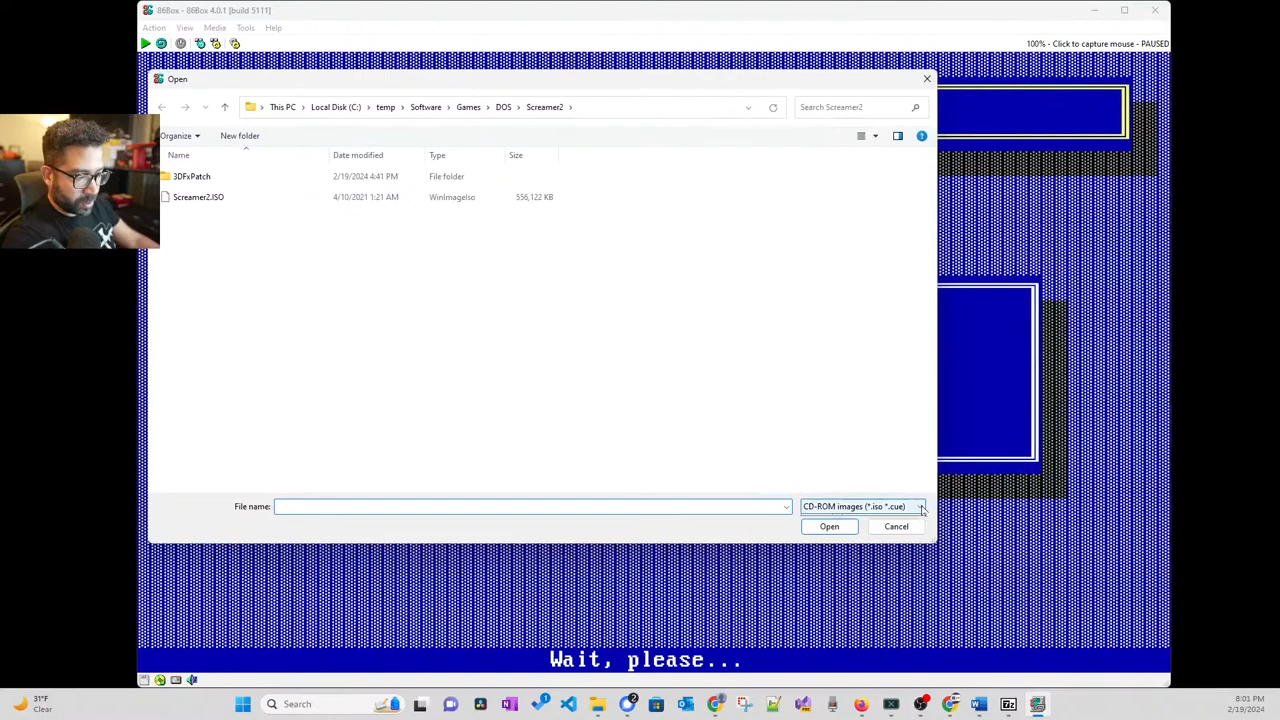 86Box - 86Box 4.0.1 [build 5111]
Action View Media Tools Help
100% - Click to capture mouse - PAUSED
Open
This PC > Local Disk (C:) > temp > Software > Games > DOS > Screamer2 >
Search Screamer2
Organize New folder
Name Date modified Type Size
3DFxPatch 2/19/2024 4:41 PM File folder
Screamer2.ISO 4/10/2021 1:21 AM WinImageIso 556,122 KB
File name: CD-ROM images (*.iso *.cue)
Open Cancel
Wait, please...
31°F
Clear
Search
1
2
7z
8:01 PM
2/19/2024